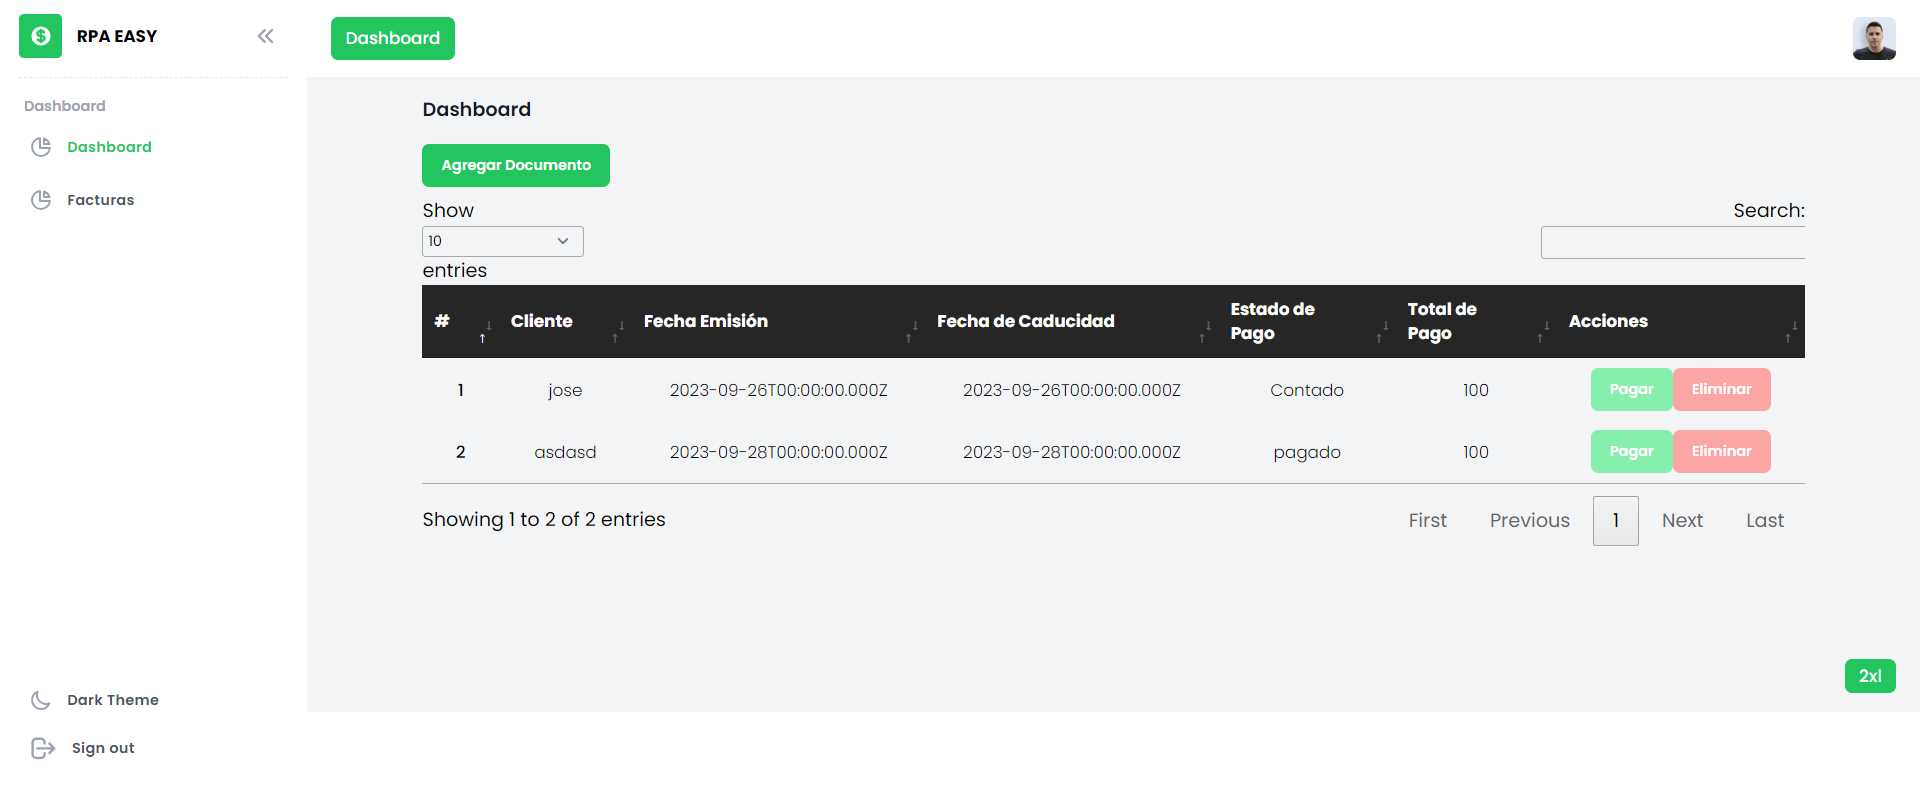 RPA EASY
Dashboard
Dashboard
Dashboard
Facturas
Dark Theme
Sign out
Dashboard
Agregar Documento
Show
10
entries
Search:
# Cliente Fecha Emisión Fecha de Caducidad Estado de Pago Total de Pago Acciones
1 jose 2023-09-26T00:00:00.000Z 2023-09-26T00:00:00.000Z Contado 100 Pagar Eliminar
2 asdasd 2023-09-28T00:00:00.000Z 2023-09-28T00:00:00.000Z pagado 100 Pagar Eliminar
Showing 1 to 2 of 2 entries
First Previous 1 Next Last
2xl